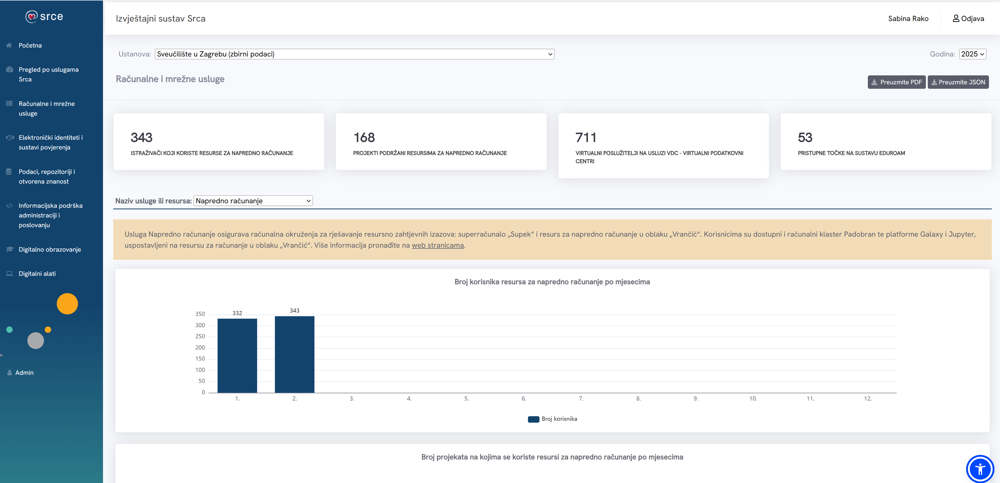 srce
Izvještajni sustav Srca
Sabina Rako
Odjava
Početna
Pregled po uslugama
Srca
Računalne i mrežne
usluge
Elektronički identiteti i
sustavi povjerenja
Podaci, repozitoriji i
otvorena znanost
Informacijska podrška
administraciji i
poslovanju
Digitalno obrazovanje
Digitalni alati
Admin
Ustanova: Sveučilište u Zagrebu (zbirni podaci)
Godina: 2025
Računalne i mrežne usluge
Preuzmite PDF
Preuzmite JSON
343
ISTRAŽIVAČI KOJI KORISTE RESURSE ZA NAPREDNO RAČUNANJE
168
PROJEKTI PODRŽANI RESURSIMA ZA NAPREDNO RAČUNANJE
711
VIRTUALNI POSLUŽITELJI NA USLUZI VDC - VIRTUALNI PODATKOVNI
CENTRI
53
PRISTUPNE TOČKE NA SUSTAVU EDUROAM
Naziv usluge ili resursa: Napredno računanje
Usluga Napredno računanje osigurava računalna okruženja za rješavanje resursno zahtjevnih izazova: superračunalo „Supek“ i resurs za napredno računanje u oblaku „Vrančić“. Korisnicima su dostupni i računalni klaster Padobran te platforme Galaxy i Jupyter,
uspostavljeni na resursu za računanje u oblaku „Vrančić“. Više informacija pronađite na web stranicama.
Broj korisnika resursa za napredno računanje po mjesecima
350
300
250
200
150
100
50
0
332
343
1. 2. 3. 4. 5. 6. 7. 8. 9. 10. 11. 12.
Broj korisnika
Broj projekata na kojima se koriste resursi za napredno računanje po mjesecima